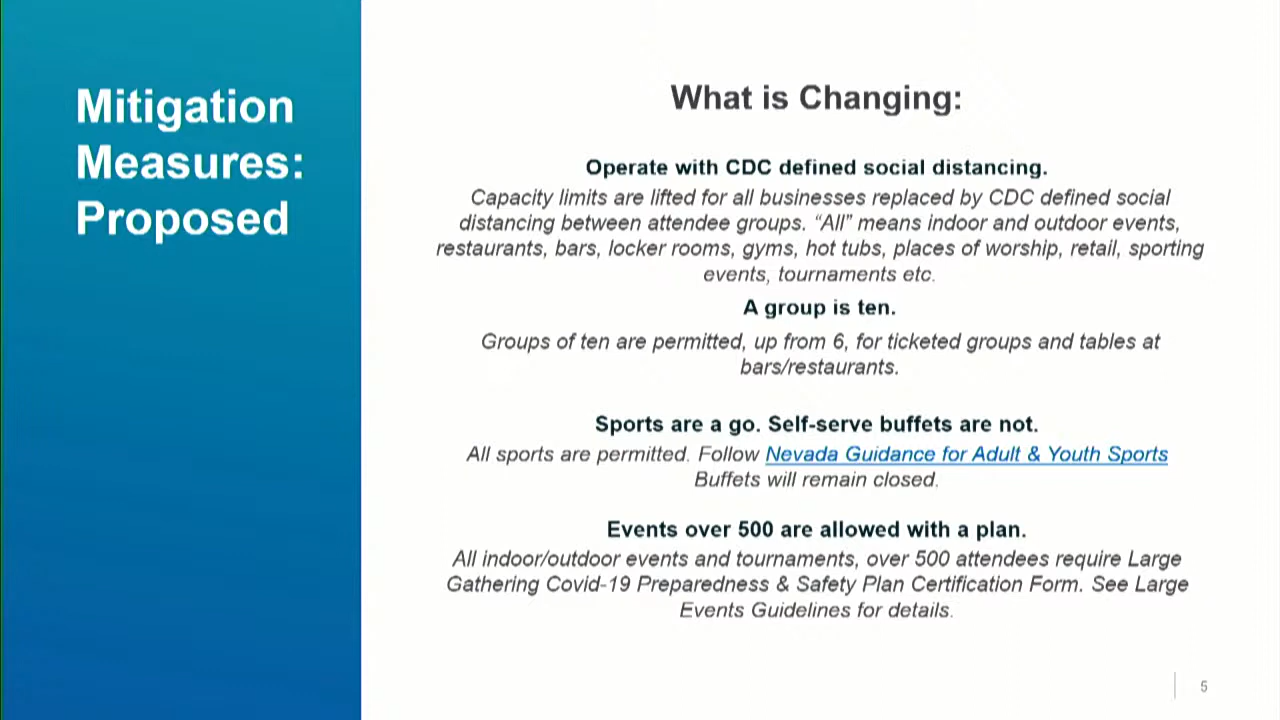 Mitigation
Measures:
Proposed
What is Changing:
Operate with CDC defined social distancing.
Capacity limits are lifted for all businesses replaced by CDC defined social
distancing between attendee groups. “All” means indoor and outdoor events,
restaurants, bars, locker rooms, gyms, hot tubs, places of worship, retail, sporting
events, tournaments etc.
A group is ten.
Groups of ten are permitted, up from 6, for ticketed groups and tables at
bars/restaurants.
Sports are a go. Self-serve buffets are not.
All sports are permitted. Follow Nevada Guidance for Adult & Youth Sports
Buffets will remain closed.
Events over 500 are allowed with a plan.
All indoor/outdoor events and tournaments, over 500 attendees require Large
Gathering Covid-19 Preparedness & Safety Plan Certification Form. See Large
Events Guidelines for details.
5